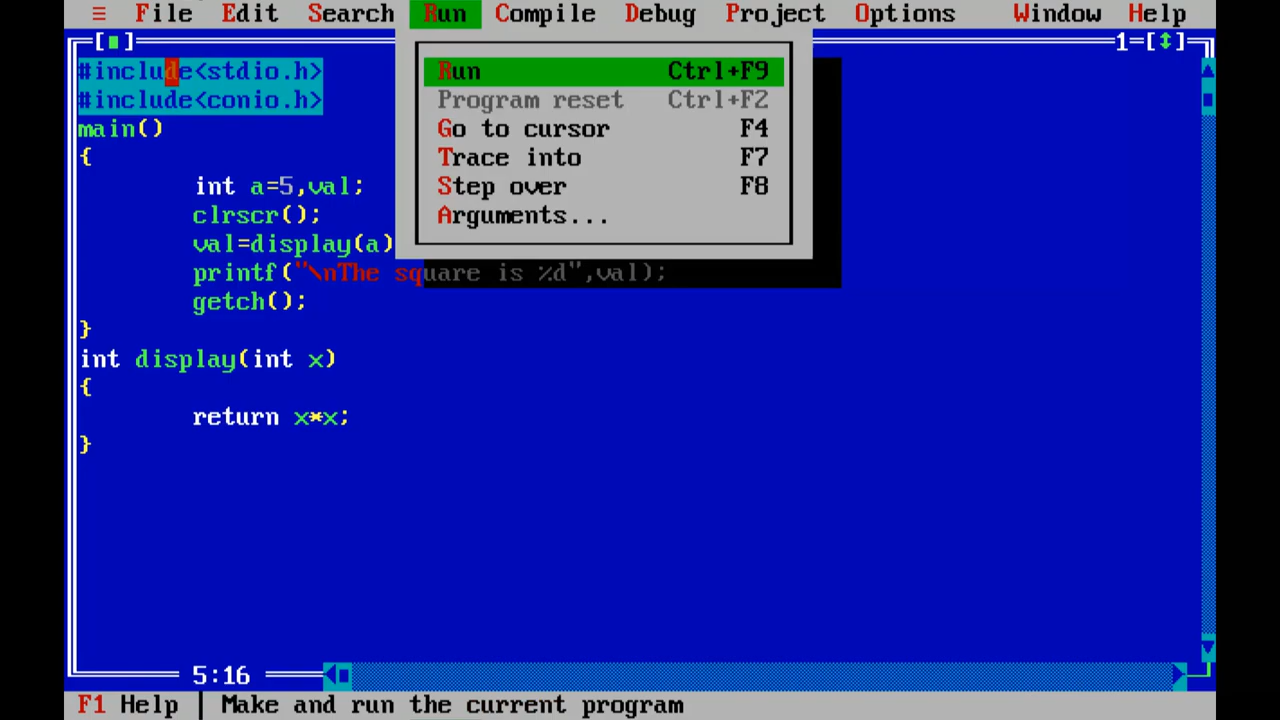 ≡ File Edit Search Run Compile Debug Project Options Window Help
[■] 1=[↕]
#include<stdio.h>
#include<conio.h>
main()
{
int a=5,val;
clrscr();
val=display(a)
printf("\nThe square is %d",val);
getch();
}
int display(int x)
{
return x*x;
}
Run Ctrl+F9
Program reset Ctrl+F2
Go to cursor F4
Trace into F7
Step over F8
Arguments...
5:16
F1 Help | Make and run the current program